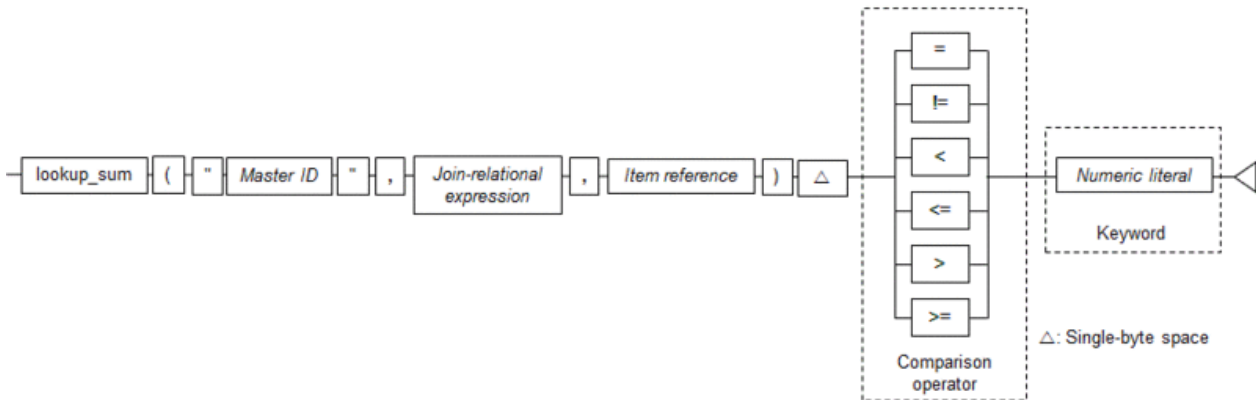 lookup_sum ( " Master ID " , Join-relational expression , Item reference ) △
=
!=
<
<=
>
>=
Comparison
operator
Numeric literal
Keyword
△: Single-byte space